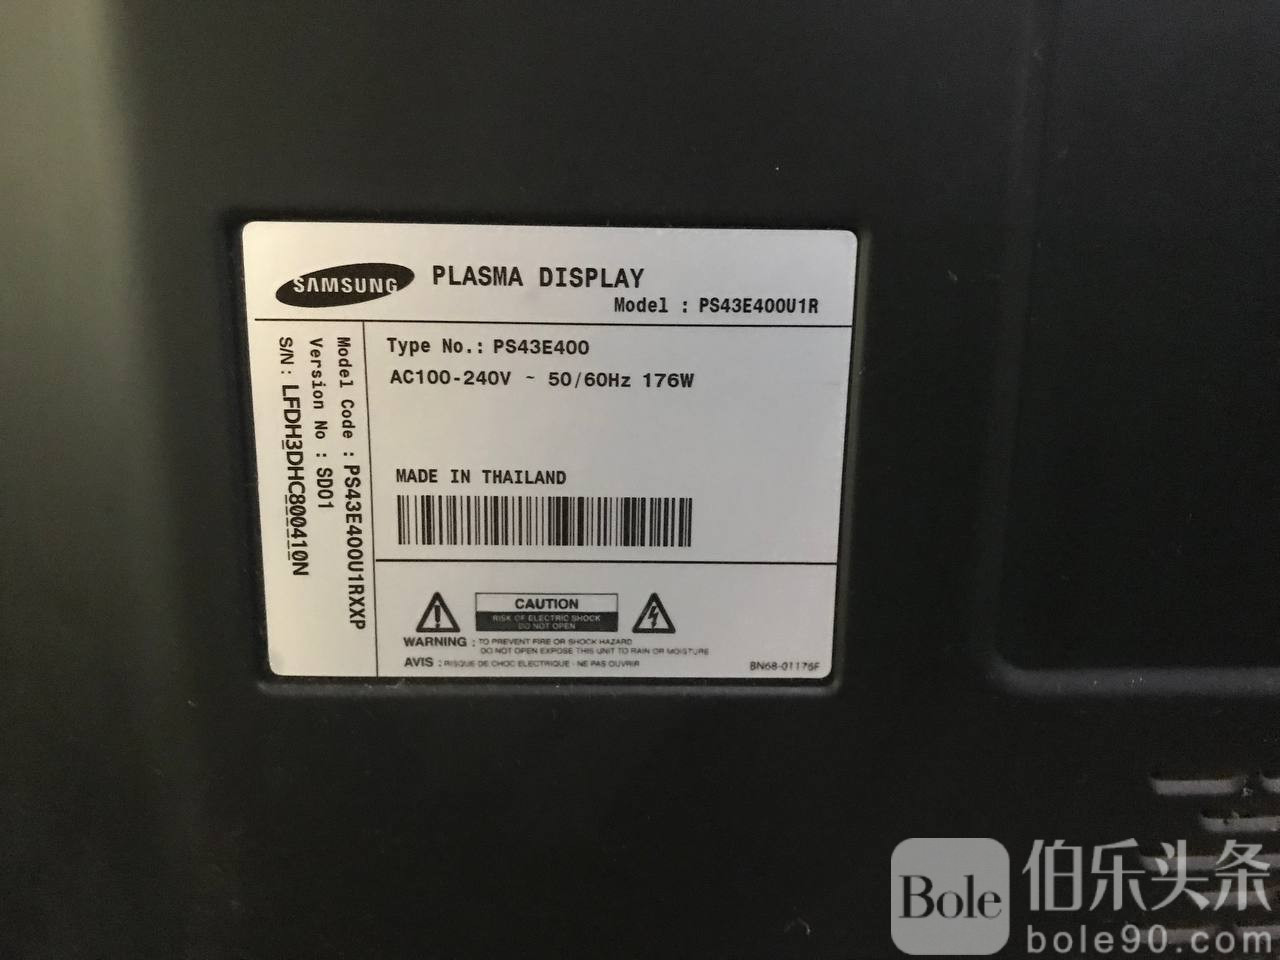 SAMSUNG
PLASMA DISPLAY
Model : PS43E400U1R
Model Code : PS43E400U1RXXP
Version No : SD01
S/N : LFDH3DHC800410N
Type No.: PS43E400
AC100-240V ~ 50/60Hz 176W
MADE IN THAILAND
CAUTION
RISK OF ELECTRIC SHOCK
DO NOT OPEN
WARNING : TO PREVENT FIRE OR SHOCK HAZARD
DO NOT OPEN EXPOSE THIS UNIT TO RAIN OR MOISTURE
AVIS : RISQUE DE CHOC ELECTRIQUE - NE PAS OUVRIR
BN68-01176F
Bole
伯乐头条
bole90.com